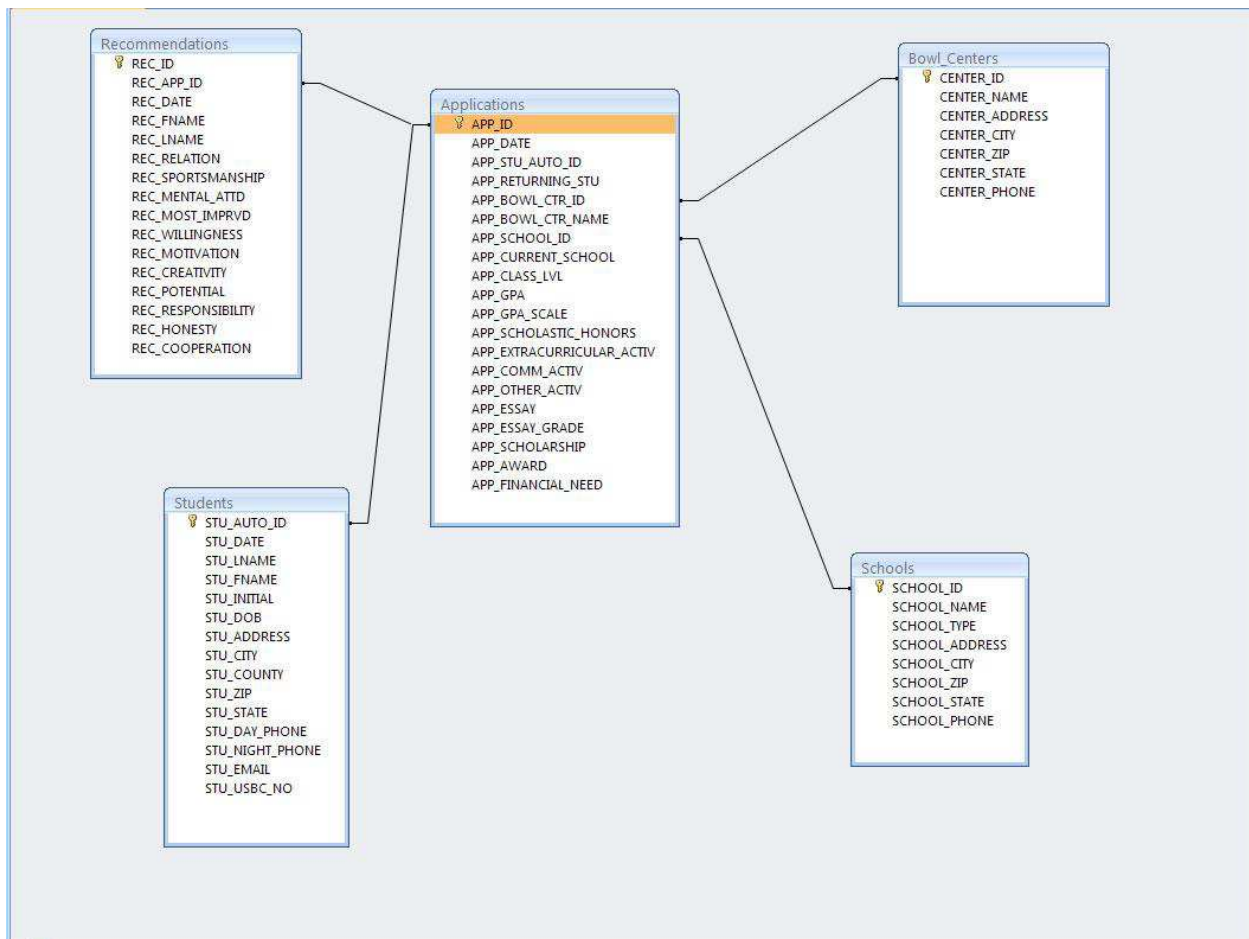 Recommendations
REC_ID
REC_APP_ID
REC_DATE
REC_FNAME
REC_LNAME
REC_RELATION
REC_SPORTSMANSHIP
REC_MENTAL_ATTD
REC_MOST_IMPRVD
REC_WILLINGNESS
REC_MOTIVATION
REC_CREATIVITY
REC_POTENTIAL
REC_RESPONSIBILITY
REC_HONESTY
REC_COOPERATION
Applications
APP_ID
APP_DATE
APP_STU_AUTO_ID
APP_RETURNING_STU
APP_BOWL_CTR_ID
APP_BOWL_CTR_NAME
APP_SCHOOL_ID
APP_CURRENT_SCHOOL
APP_CLASS_LVL
APP_GPA
APP_GPA_SCALE
APP_SCHOLASTIC_HONORS
APP_EXTRACURRICULAR_ACTIV
APP_COMM_ACTIV
APP_OTHER_ACTIV
APP_ESSAY
APP_ESSAY_GRADE
APP_SCHOLARSHIP
APP_AWARD
APP_FINANCIAL_NEED
Bowl_Centers
CENTER_ID
CENTER_NAME
CENTER_ADDRESS
CENTER_CITY
CENTER_ZIP
CENTER_STATE
CENTER_PHONE
Students
STU_AUTO_ID
STU_DATE
STU_LNAME
STU_FNAME
STU_INITIAL
STU_DOB
STU_ADDRESS
STU_CITY
STU_COUNTY
STU_ZIP
STU_STATE
STU_DAY_PHONE
STU_NIGHT_PHONE
STU_EMAIL
STU_USBC_NO
Schools
SCHOOL_ID
SCHOOL_NAME
SCHOOL_TYPE
SCHOOL_ADDRESS
SCHOOL_CITY
SCHOOL_ZIP
SCHOOL_STATE
SCHOOL_PHONE